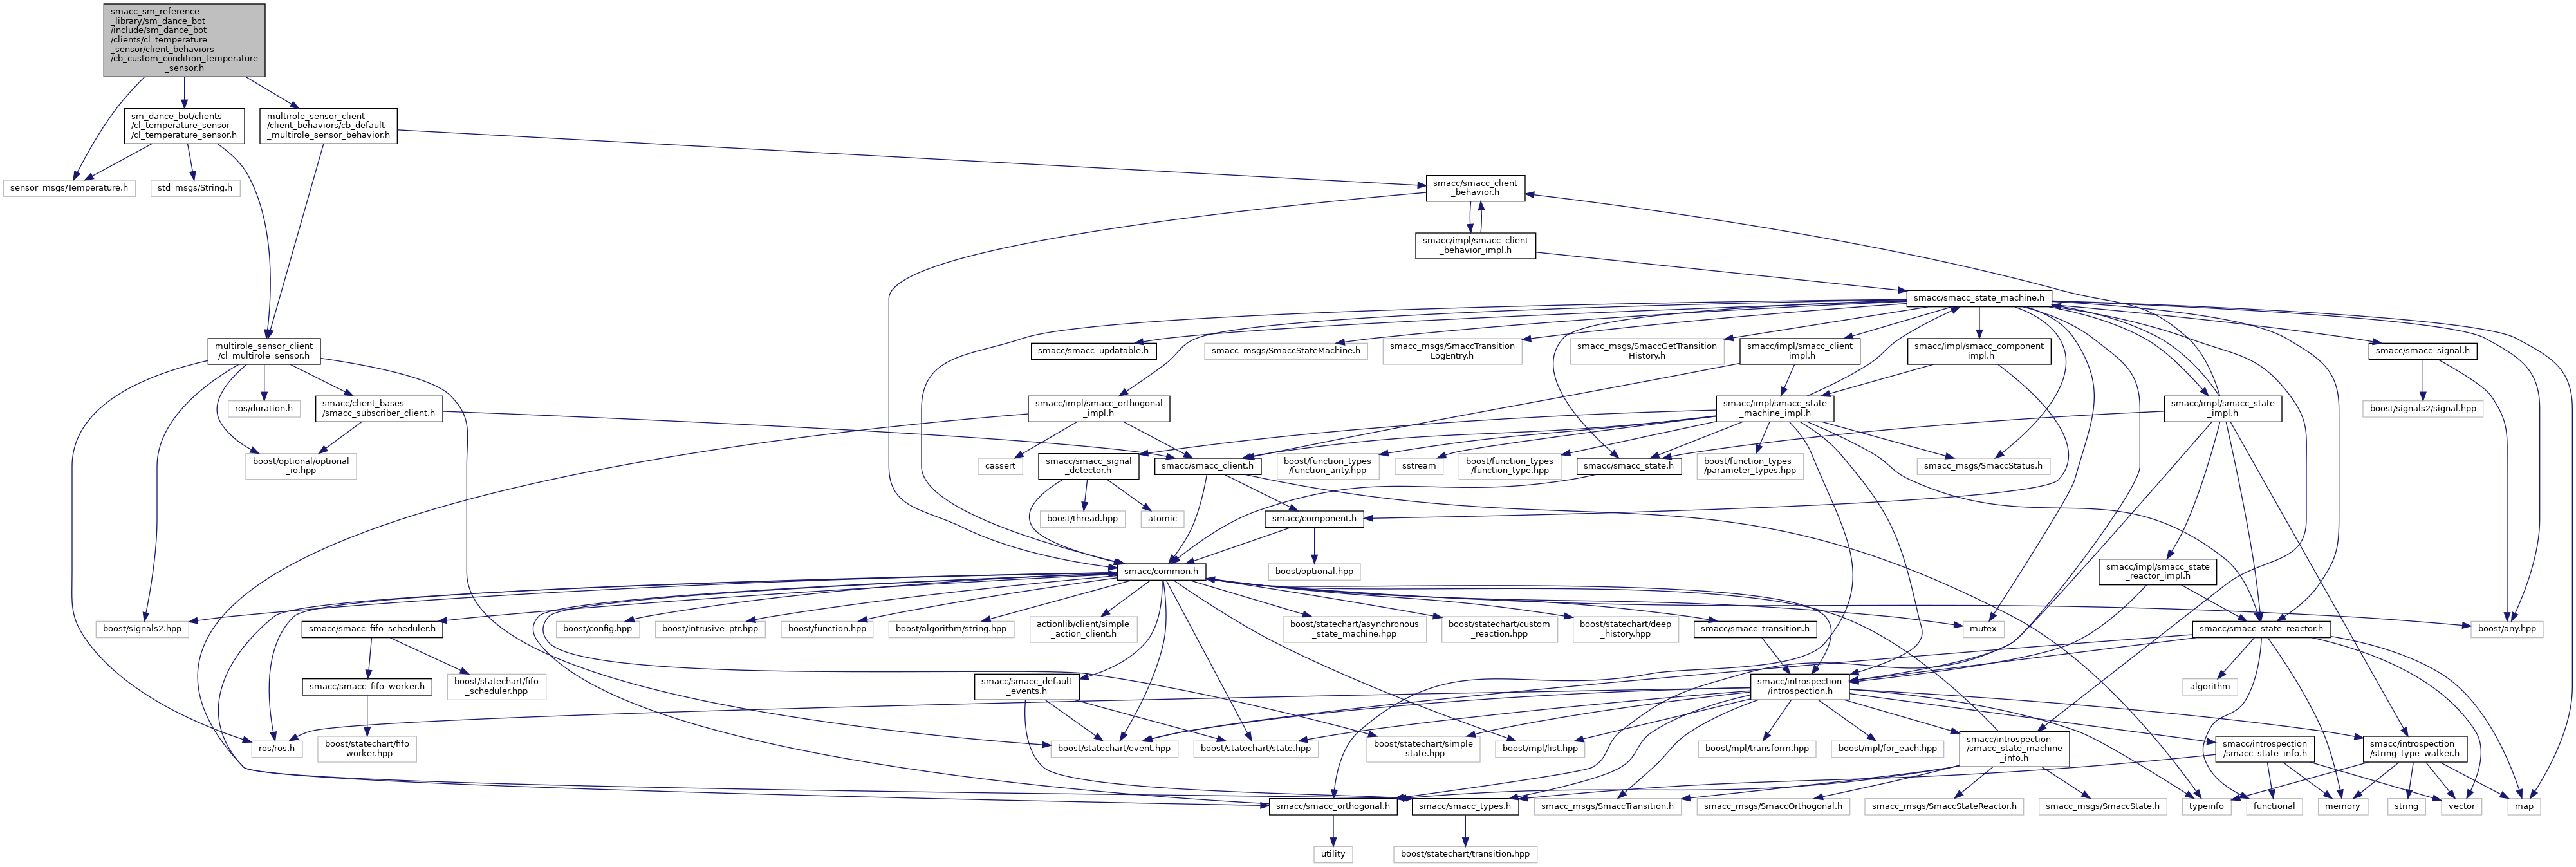 smacc_sm_reference
_library/sm_dance_bot
/include/sm_dance_bot
/clients/cl_temperature
_sensor/client_behaviors
/cb_custom_condition_temperature
_sensor.h
sm_dance_bot/clients
/cl_temperature_sensor
/cl_temperature_sensor.h
multirole_sensor_client
/client_behaviors/cb_default
_multirole_sensor_behavior.h
sensor_msgs/Temperature.h
std_msgs/String.h
smacc/smacc_client
_behavior.h
smacc/impl/smacc_client
_behavior_impl.h
smacc/smacc_state_machine.h
multirole_sensor_client
/cl_multirole_sensor.h
smacc/smacc_updatable.h
smacc_msgs/SmaccStateMachine.h
smacc_msgs/SmaccTransition
LogEntry.h
smacc_msgs/SmaccGetTransition
History.h
smacc/impl/smacc_client
_impl.h
smacc/impl/smacc_component
_impl.h
smacc/smacc_signal.h
ros/duration.h
smacc/client_bases
/smacc_subscriber_client.h
smacc/impl/smacc_orthogonal
_impl.h
smacc/impl/smacc_state
_machine_impl.h
smacc/impl/smacc_state
_impl.h
boost/signals2/signal.hpp
boost/optional/optional
_io.hpp
cassert
smacc/smacc_signal
_detector.h
smacc/smacc_client.h
boost/function_types
/function_arity.hpp
sstream
boost/function_types
/function_type.hpp
smacc/smacc_state.h
boost/function_types
/parameter_types.hpp
smacc_msgs/SmaccStatus.h
boost/thread.hpp
atomic
smacc/component.h
smacc/common.h
boost/optional.hpp
smacc/impl/smacc_state
_reactor_impl.h
boost/signals2.hpp
smacc/smacc_fifo_scheduler.h
boost/config.hpp
boost/intrusive_ptr.hpp
boost/function.hpp
boost/algorithm/string.hpp
actionlib/client/simple
_action_client.h
boost/statechart/asynchronous
_state_machine.hpp
boost/statechart/custom
_reaction.hpp
boost/statechart/deep
_history.hpp
smacc/smacc_transition.h
mutex
smacc/smacc_state_reactor.h
boost/any.hpp
smacc/smacc_fifo_worker.h
boost/statechart/fifo
_scheduler.hpp
smacc/smacc_default
_events.h
smacc/introspection
/introspection.h
algorithm
ros/ros.h
boost/statechart/fifo
_worker.hpp
boost/statechart/event.hpp
boost/statechart/state.hpp
boost/statechart/simple
_state.hpp
boost/mpl/list.hpp
boost/mpl/transform.hpp
boost/mpl/for_each.hpp
smacc/introspection
/smacc_state_machine
_info.h
smacc/introspection
/smacc_state_info.h
smacc/introspection
/string_type_walker.h
smacc/smacc_orthogonal.h
smacc/smacc_types.h
smacc_msgs/SmaccTransition.h
smacc_msgs/SmaccOrthogonal.h
smacc_msgs/SmaccStateReactor.h
smacc_msgs/SmaccState.h
typeinfo
functional
memory
string
vector
map
utility
boost/statechart/transition.hpp